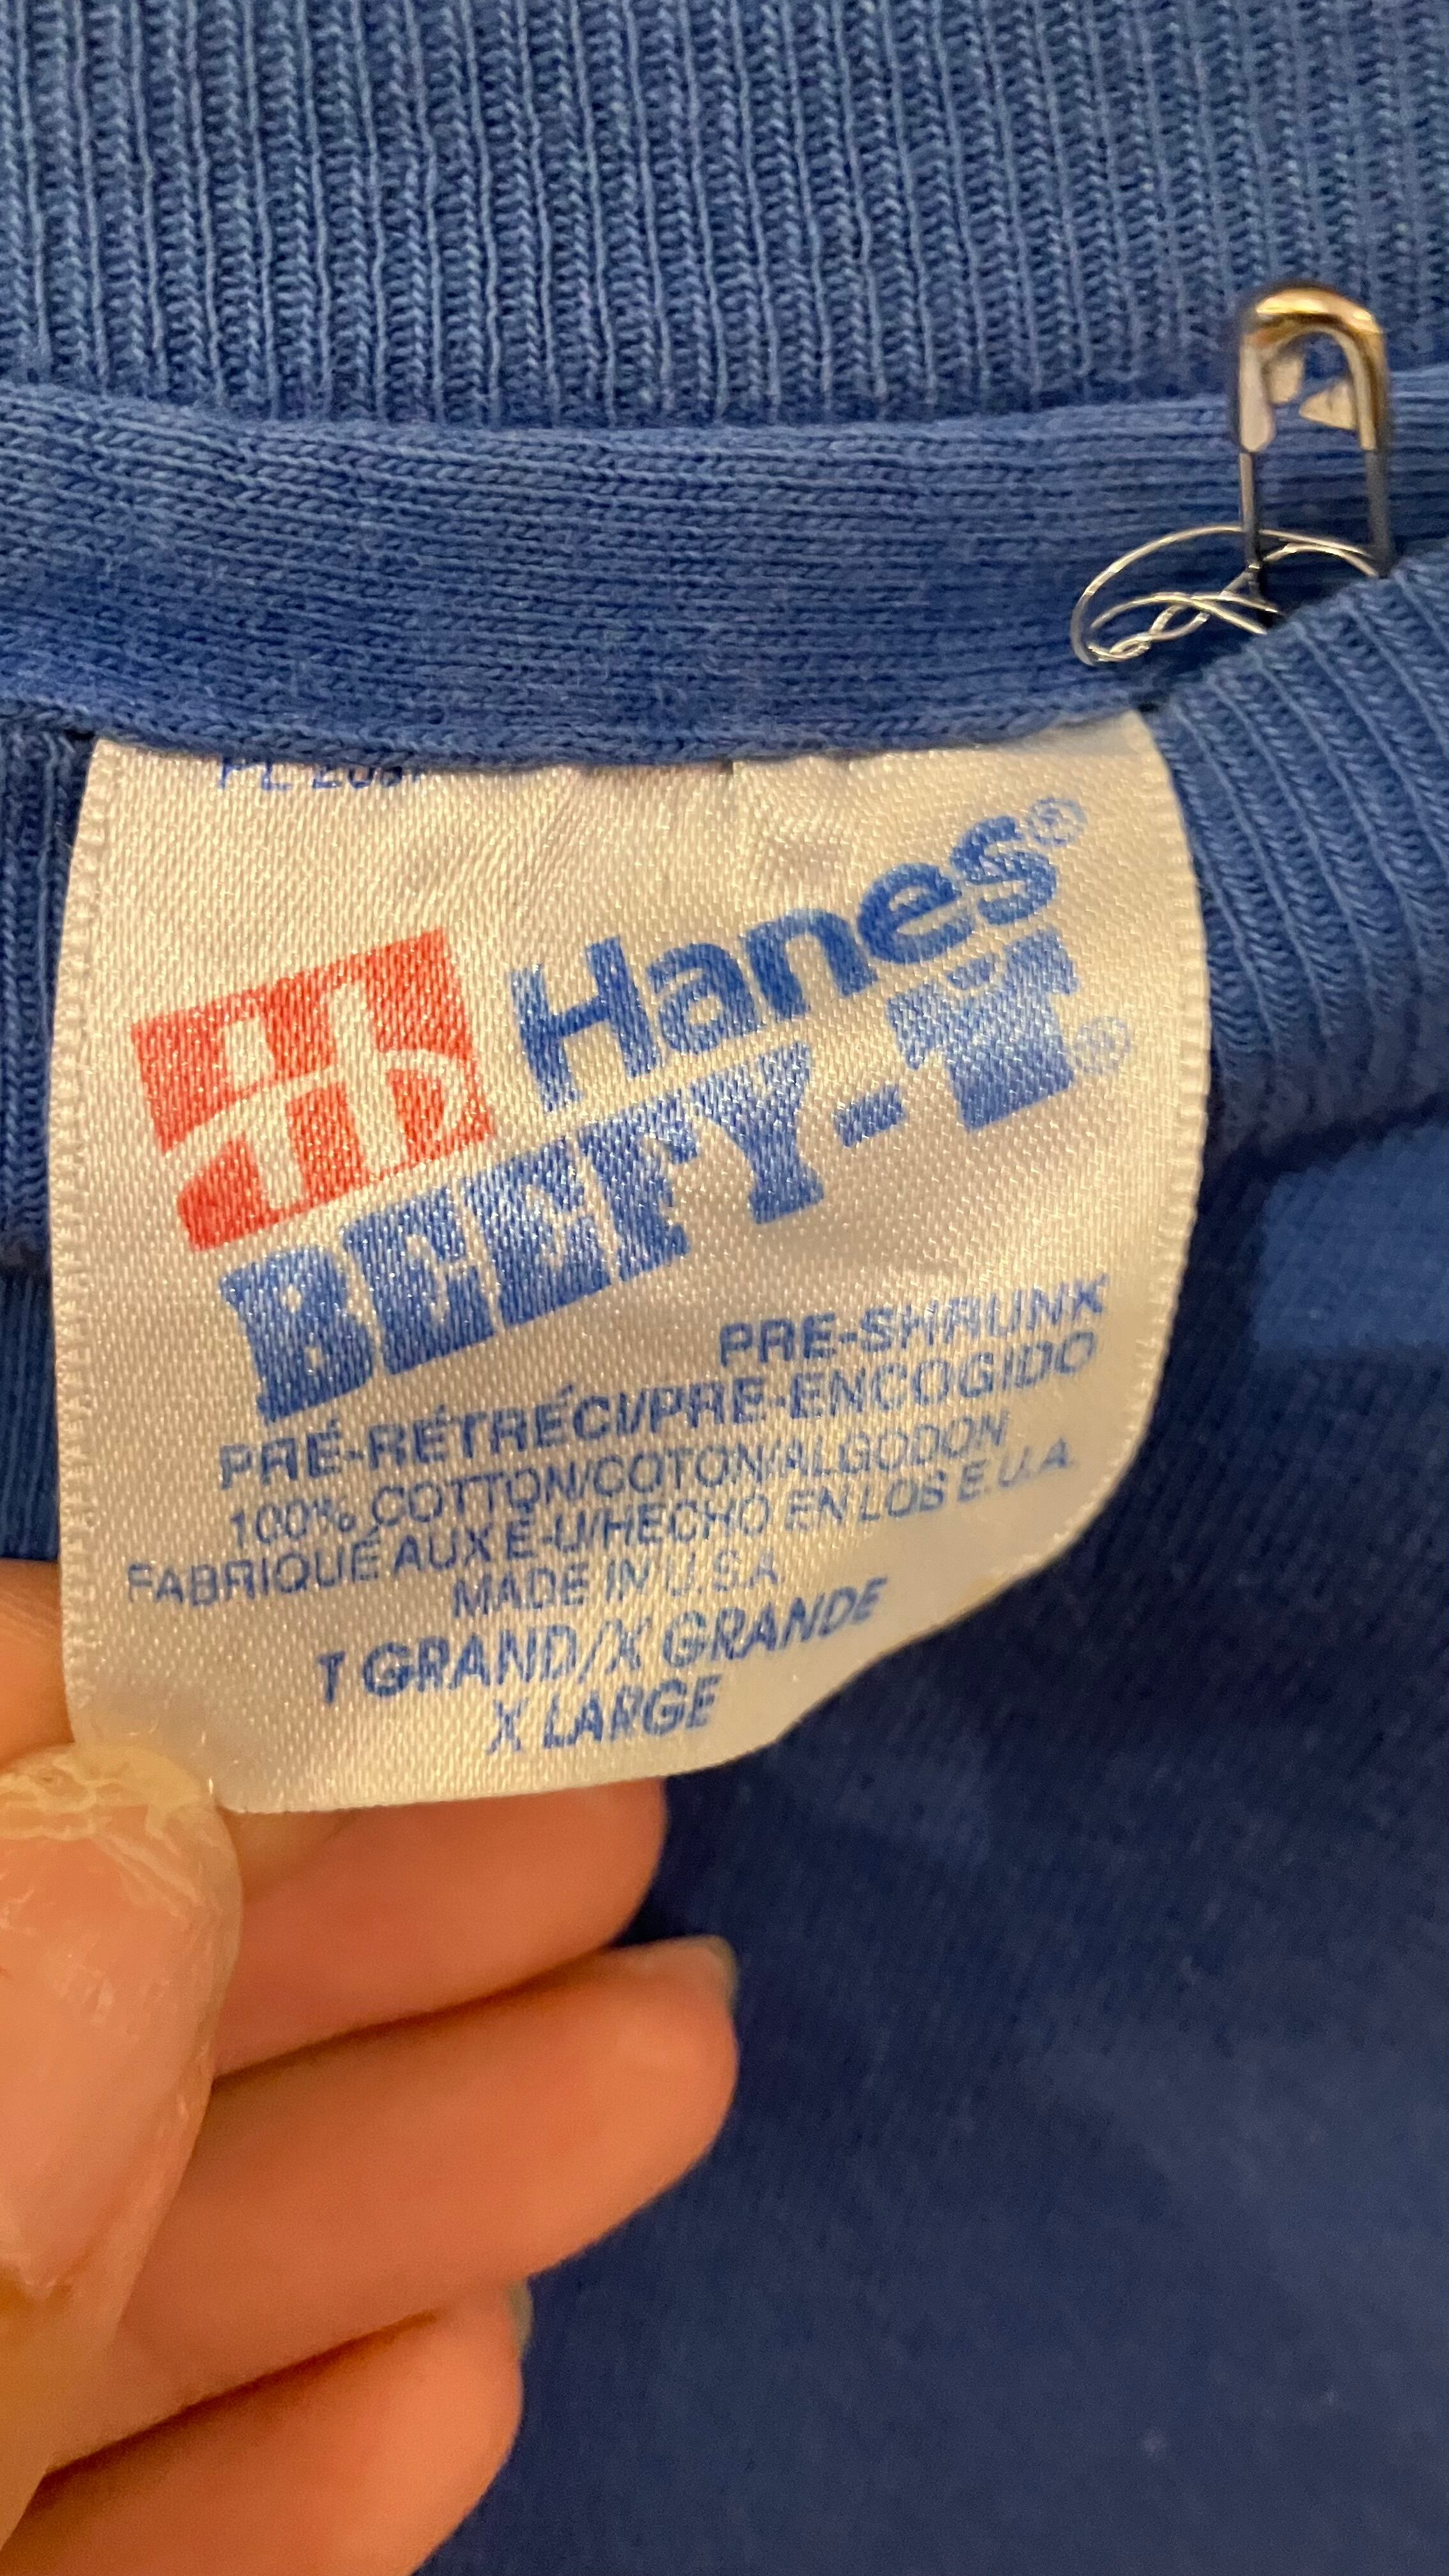 Hanes®
BEEFY-T®
PRE-SHRUNK
PRÉ-RÉTRÉCI/PRE-ENCOGIDO
100% COTTON/COTON/ALGODON
FABRIQUÉ AUX É-U/HECHO EN LOS E.U.A.
MADE IN U.S.A.
T GRAND/X GRANDE
X LARGE